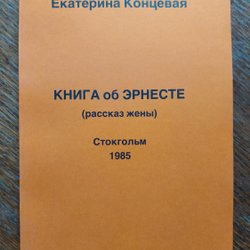 Екатерина Концевая
КНИГА об ЭРНЕСТЕ
(рассказ жены)
Стокгольм
1985